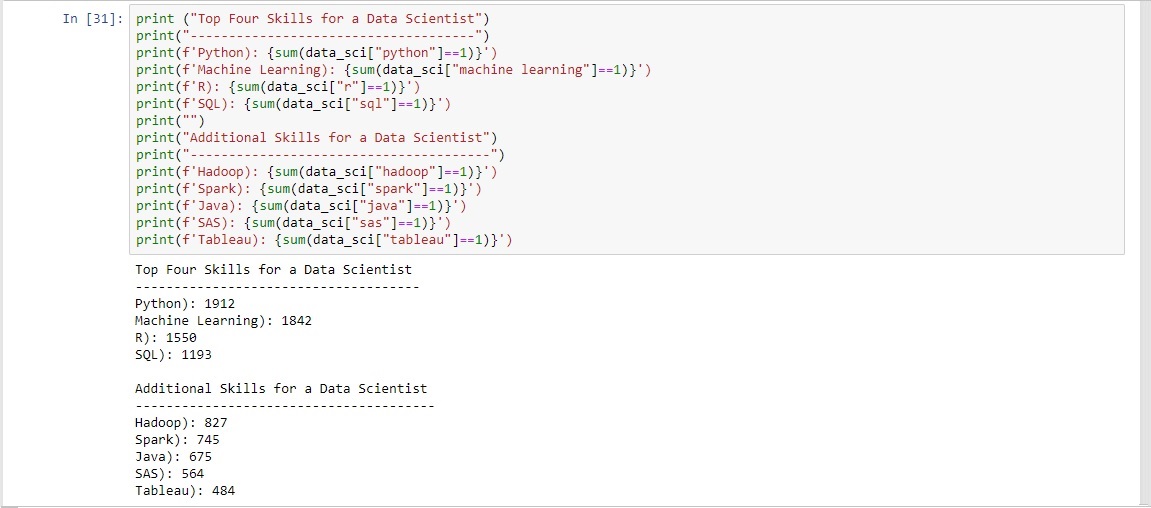 In [31]: print ("Top Four Skills for a Data Scientist")
print("-------------------------------------")
print(f'Python): {sum(data_sci["python"]==1)}')
print(f'Machine Learning): {sum(data_sci["machine learning"]==1)}')
print(f'R): {sum(data_sci["r"]==1)}')
print(f'SQL): {sum(data_sci["sql"]==1)}')
print("")
print("Additional Skills for a Data Scientist")
print("---------------------------------------")
print(f'Hadoop): {sum(data_sci["hadoop"]==1)}')
print(f'Spark): {sum(data_sci["spark"]==1)}')
print(f'Java): {sum(data_sci["java"]==1)}')
print(f'SAS): {sum(data_sci["sas"]==1)}')
print(f'Tableau): {sum(data_sci["tableau"]==1)}')
Top Four Skills for a Data Scientist
-------------------------------------
Python): 1912
Machine Learning): 1842
R): 1550
SQL): 1193
Additional Skills for a Data Scientist
---------------------------------------
Hadoop): 827
Spark): 745
Java): 675
SAS): 564
Tableau): 484